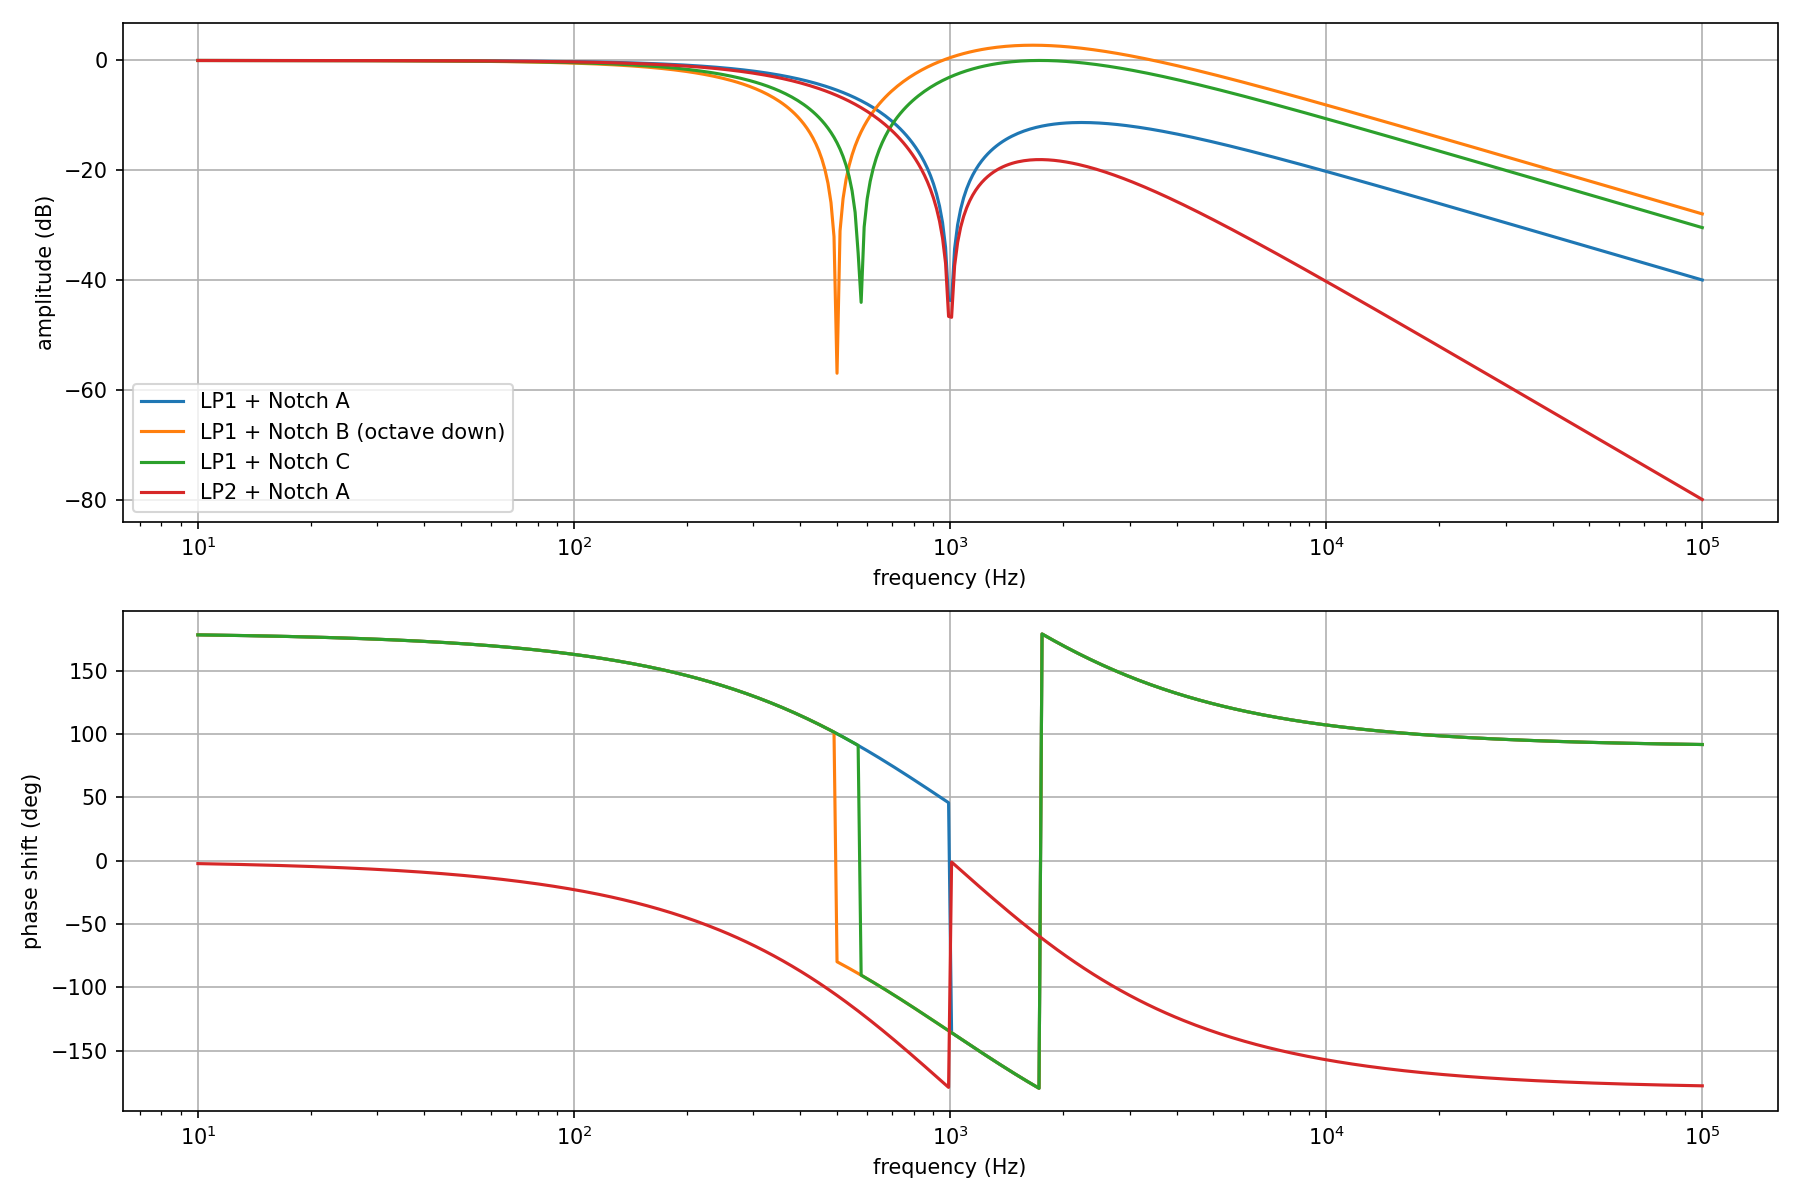 0
−20
−40
−60
−80
amplitude (dB)
LP1 + Notch A
LP1 + Notch B (octave down)
LP1 + Notch C
LP2 + Notch A
10¹ 10² 10³ 10⁴ 10⁵
frequency (Hz)
150
100
50
0
−50
−100
−150
phase shift (deg)
10¹ 10² 10³ 10⁴ 10⁵
frequency (Hz)